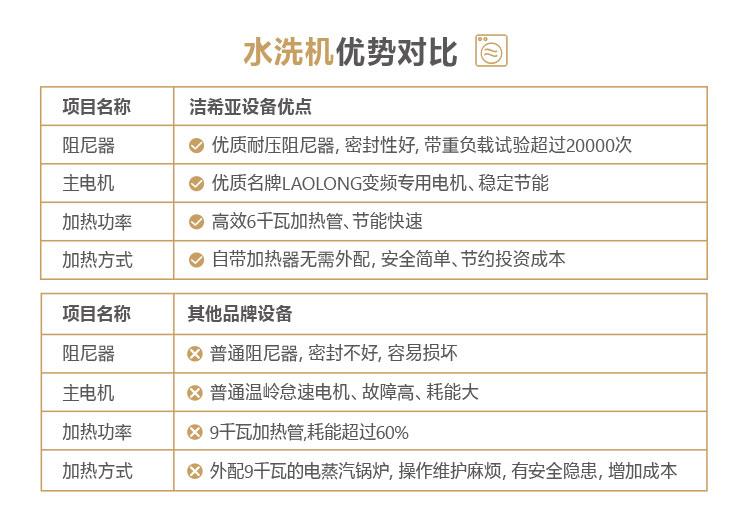 水洗机优势对比
项目名称 洁希亚设备优点
阻尼器 优质耐压阻尼器, 密封性好, 带重负载试验超过20000次
主电机 优质名牌LAOLONG变频专用电机、稳定节能
加热功率 高效6千瓦加热管、节能快速
加热方式 自带加热器无需外配, 安全简单、节约投资成本
项目名称 其他品牌设备
阻尼器 普通阻尼器, 密封不好, 容易损坏
主电机 普通温岭怠速电机、故障高、耗能大
加热功率 9千瓦加热管,耗能超过60%
加热方式 外配9千瓦的电蒸汽锅炉, 操作维护麻烦, 有安全隐患, 增加成本